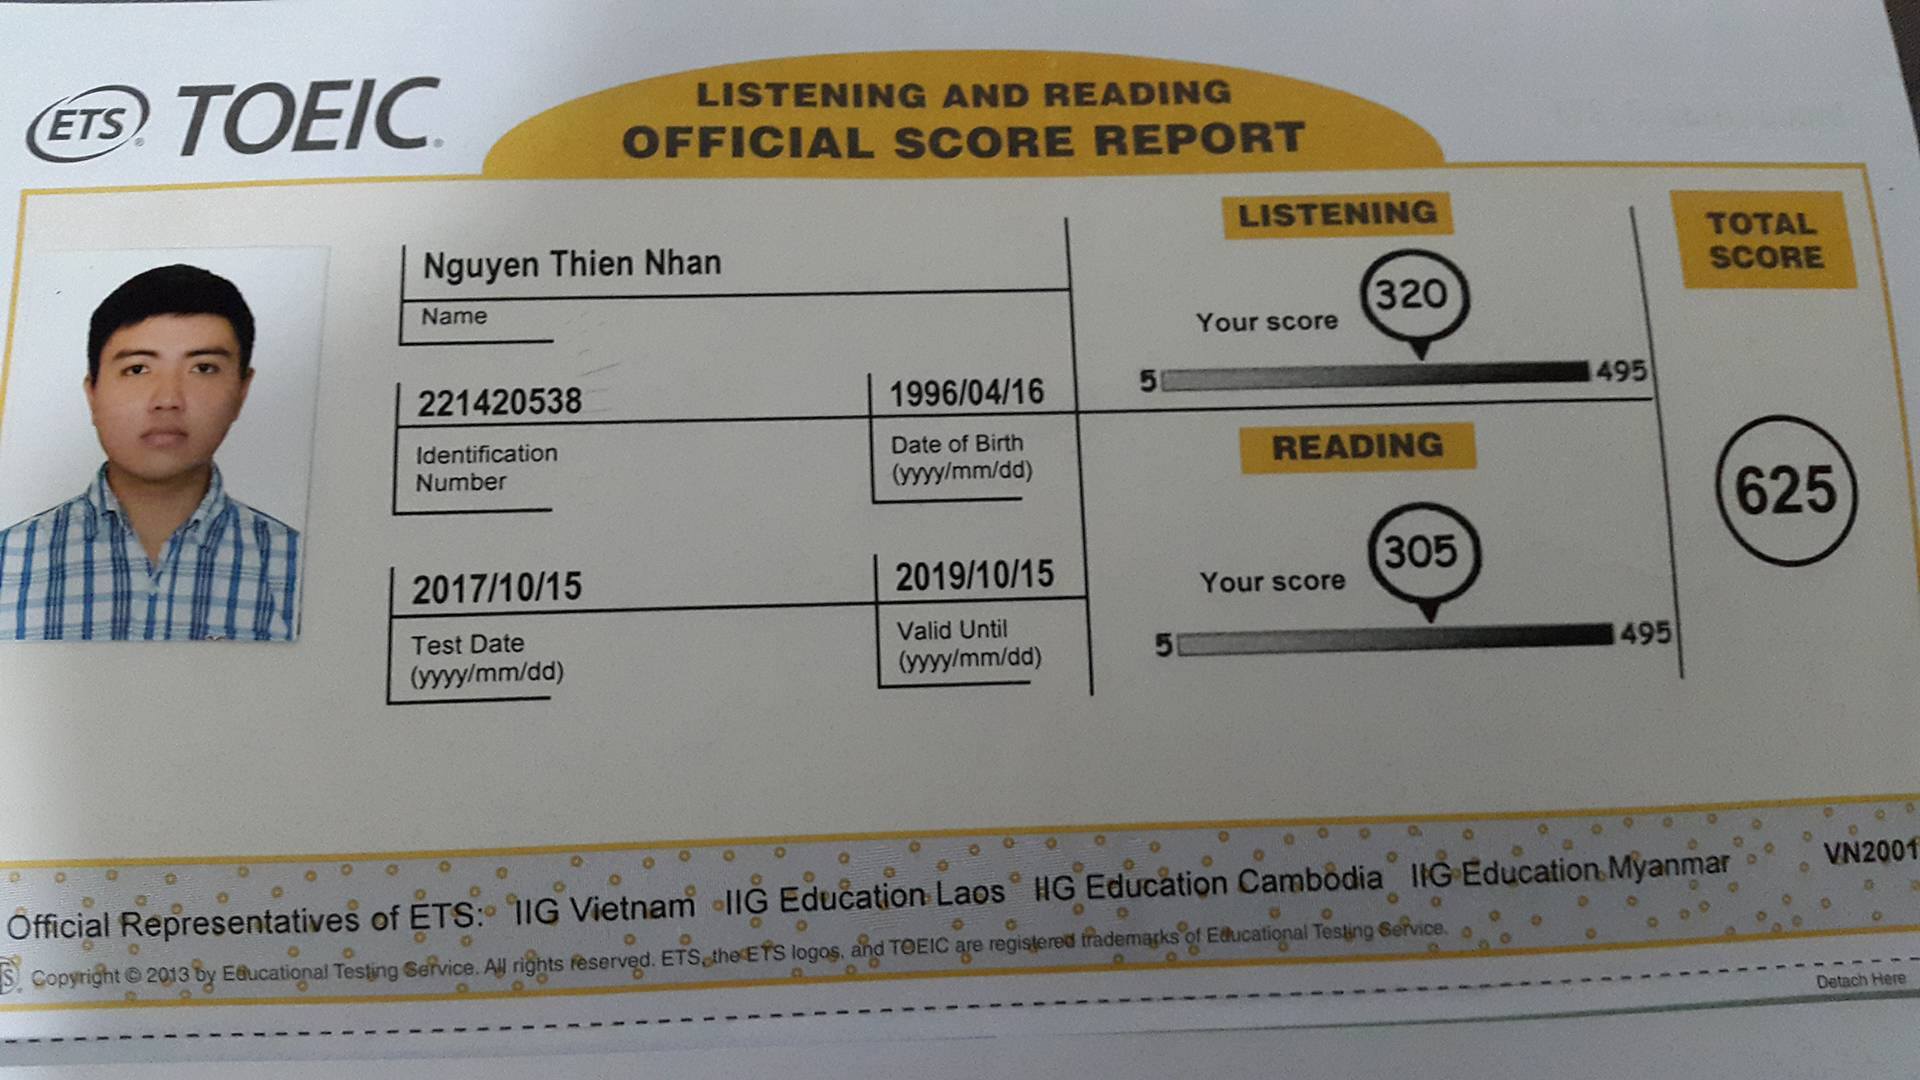 ETS® TOEIC®
LISTENING AND READING
OFFICIAL SCORE REPORT
Nguyen Thien Nhan
Name
221420538
Identification
Number
1996/04/16
Date of Birth
(yyyy/mm/dd)
2017/10/15
Test Date
(yyyy/mm/dd)
2019/10/15
Valid Until
(yyyy/mm/dd)
LISTENING
Your score 320
5 495
READING
Your score 305
5 495
TOTAL
SCORE
625
Official Representatives of ETS: IIG Vietnam IIG Education Laos IIG Education Cambodia IIG Education Myanmar
VN2001
Copyright © 2013 by Educational Testing Service. All rights reserved. ETS, the ETS logos, and TOEIC are registered trademarks of Educational Testing Service.
Detach Here